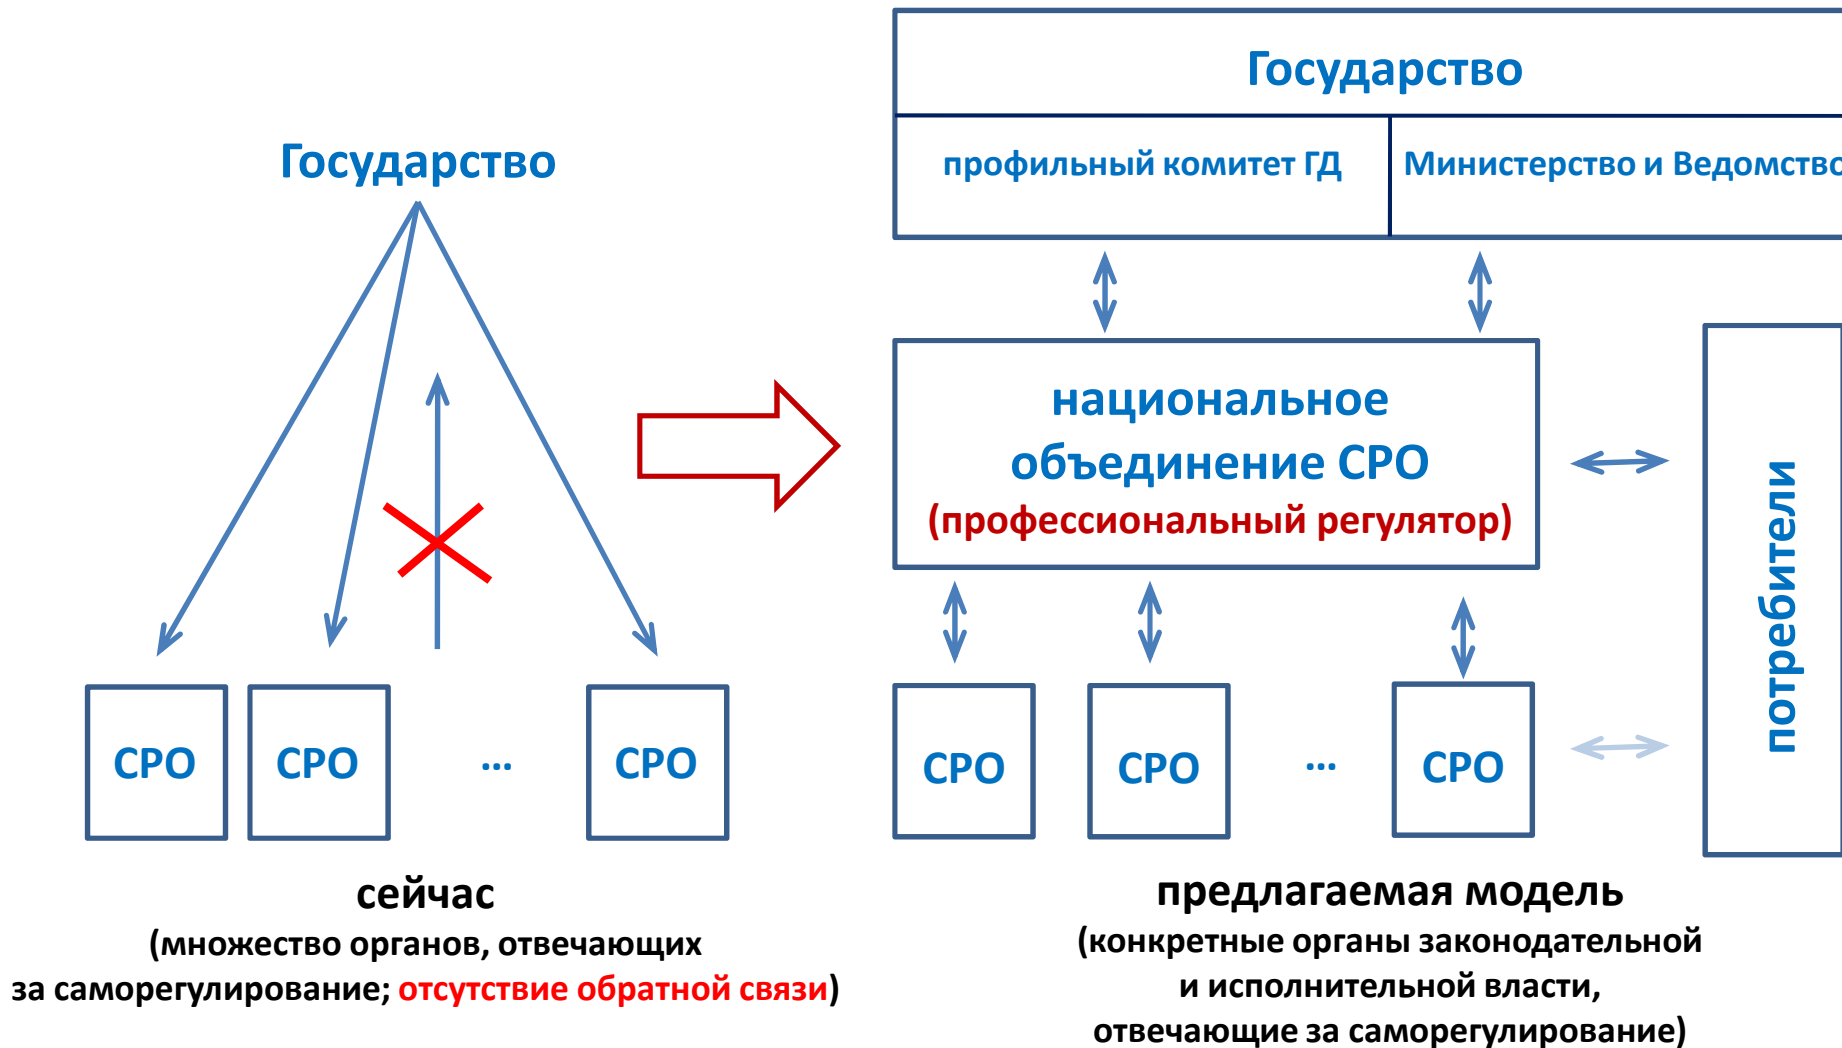 Государство
СРО
СРО
...
СРО
сейчас
(множество органов, отвечающих
за саморегулирование; отсутствие обратной связи)
Государство
профильный комитет ГД
Министерство и Ведомство
национальное
объединение СРО
(профессиональный регулятор)
потребители
СРО
СРО
...
СРО
предлагаемая модель
(конкретные органы законодательной
и исполнительной власти,
отвечающие за саморегулирование)